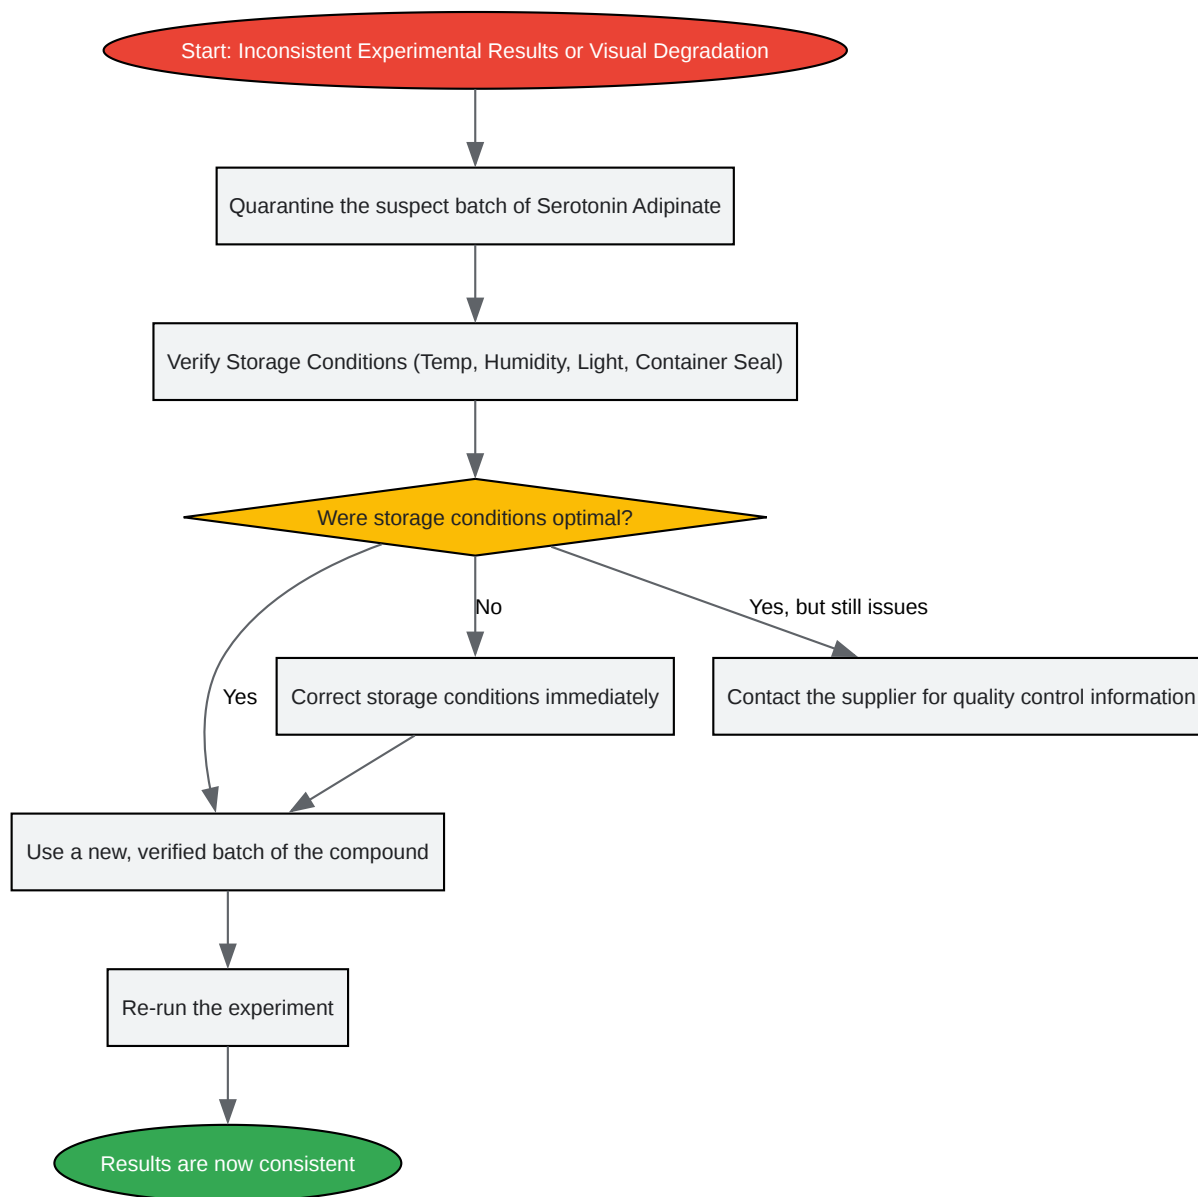 Start: Inconsistent Experimental Results or Visual Degradation
Quarantine the suspect batch of Serotonin Adipinate
Verify Storage Conditions (Temp, Humidity, Light, Container Seal)
Were storage conditions optimal?
No
Yes, but still issues
Yes
Correct storage conditions immediately
Contact the supplier for quality control information
Use a new, verified batch of the compound
Re-run the experiment
Results are now consistent